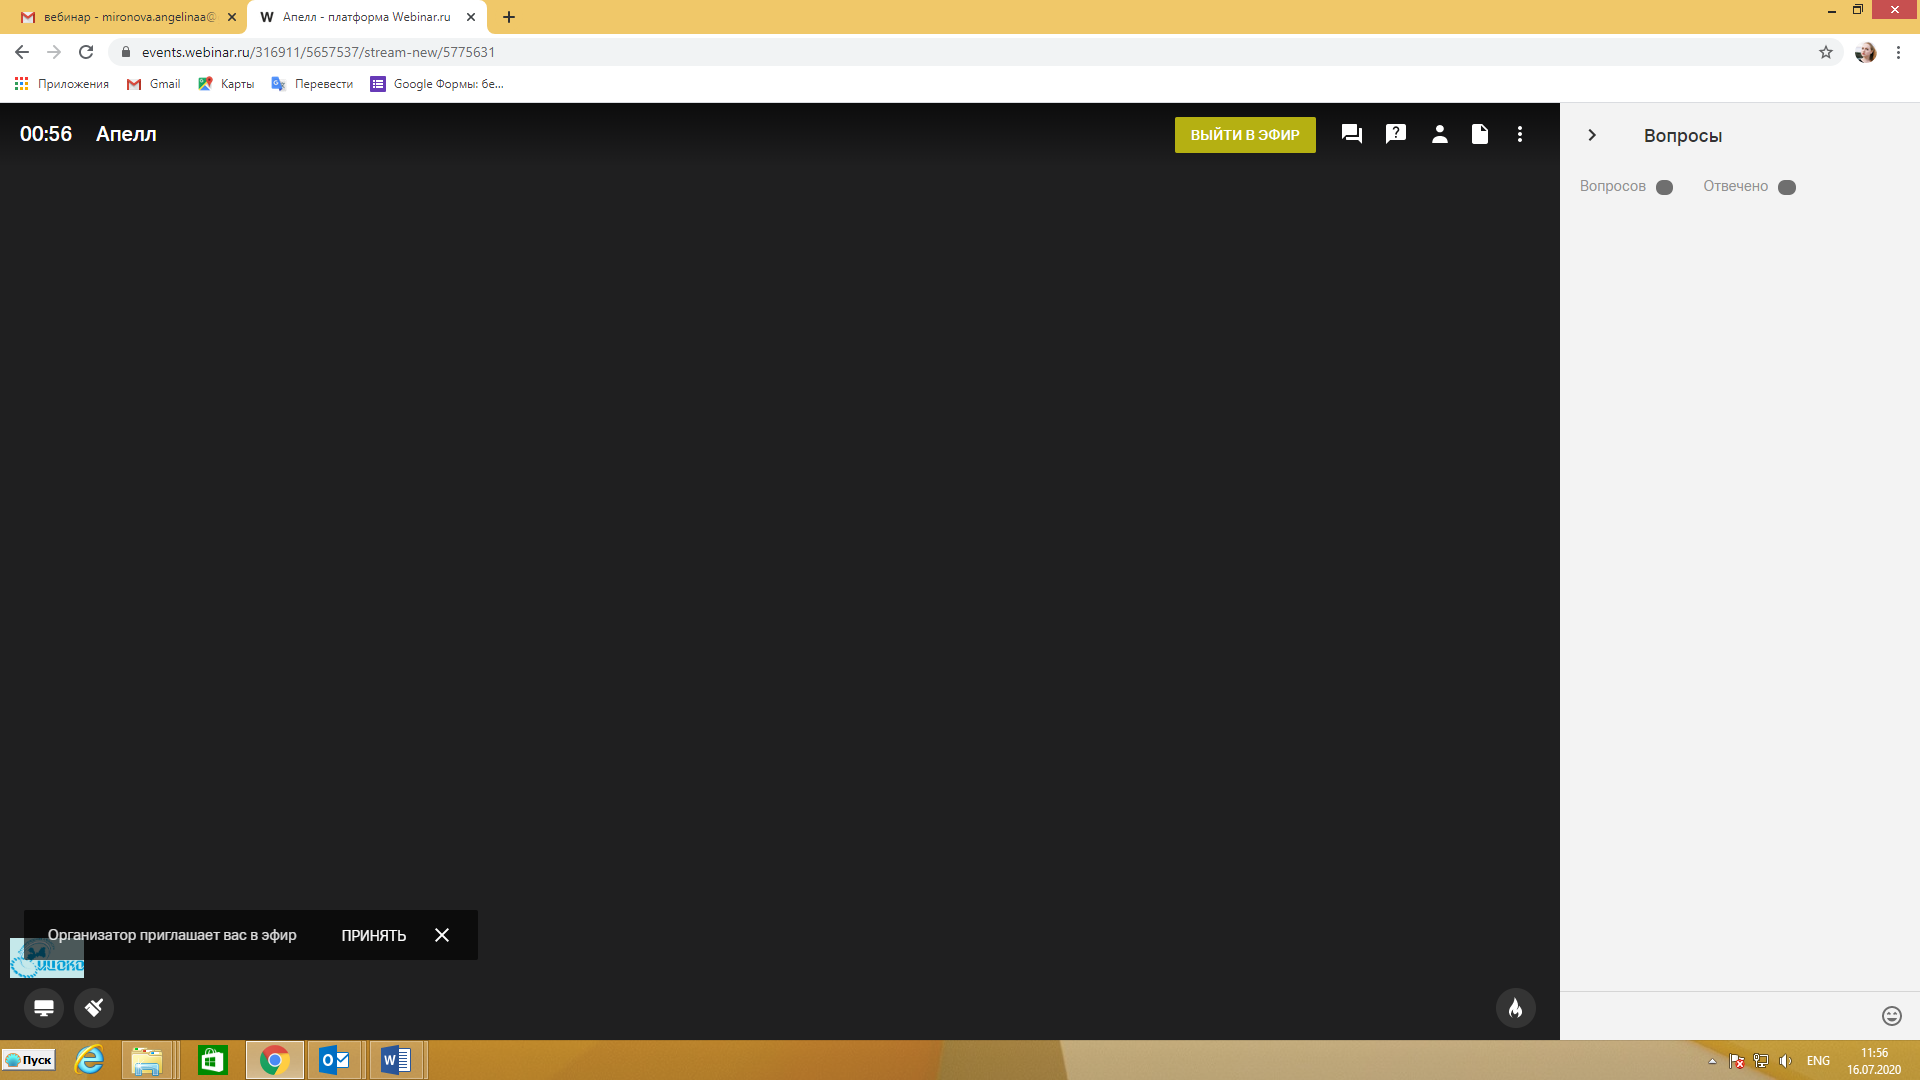 вебинар - mironova.angelinaa@
Апелл - платформа Webinar.ru
events.webinar.ru/316911/5657537/stream-new/5775631
Приложения
Gmail
Карты
Перевести
Google Формы: бе...
00:56 Апелл
ВЫЙТИ В ЭФИР
Вопросы
Вопросов
Отвечено
Организатор приглашает вас в эфир
ПРИНЯТЬ
Пуск
ENG
11:56
16.07.2020